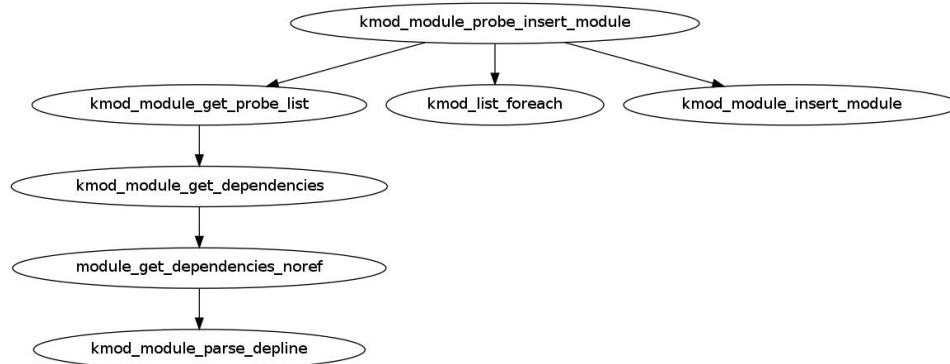 kmod_module_probe_insert_module
kmod_module_get_probe_list
kmod_list_foreach
kmod_module_insert_module
kmod_module_get_dependencies
module_get_dependencies_noref
kmod_module_parse_depline